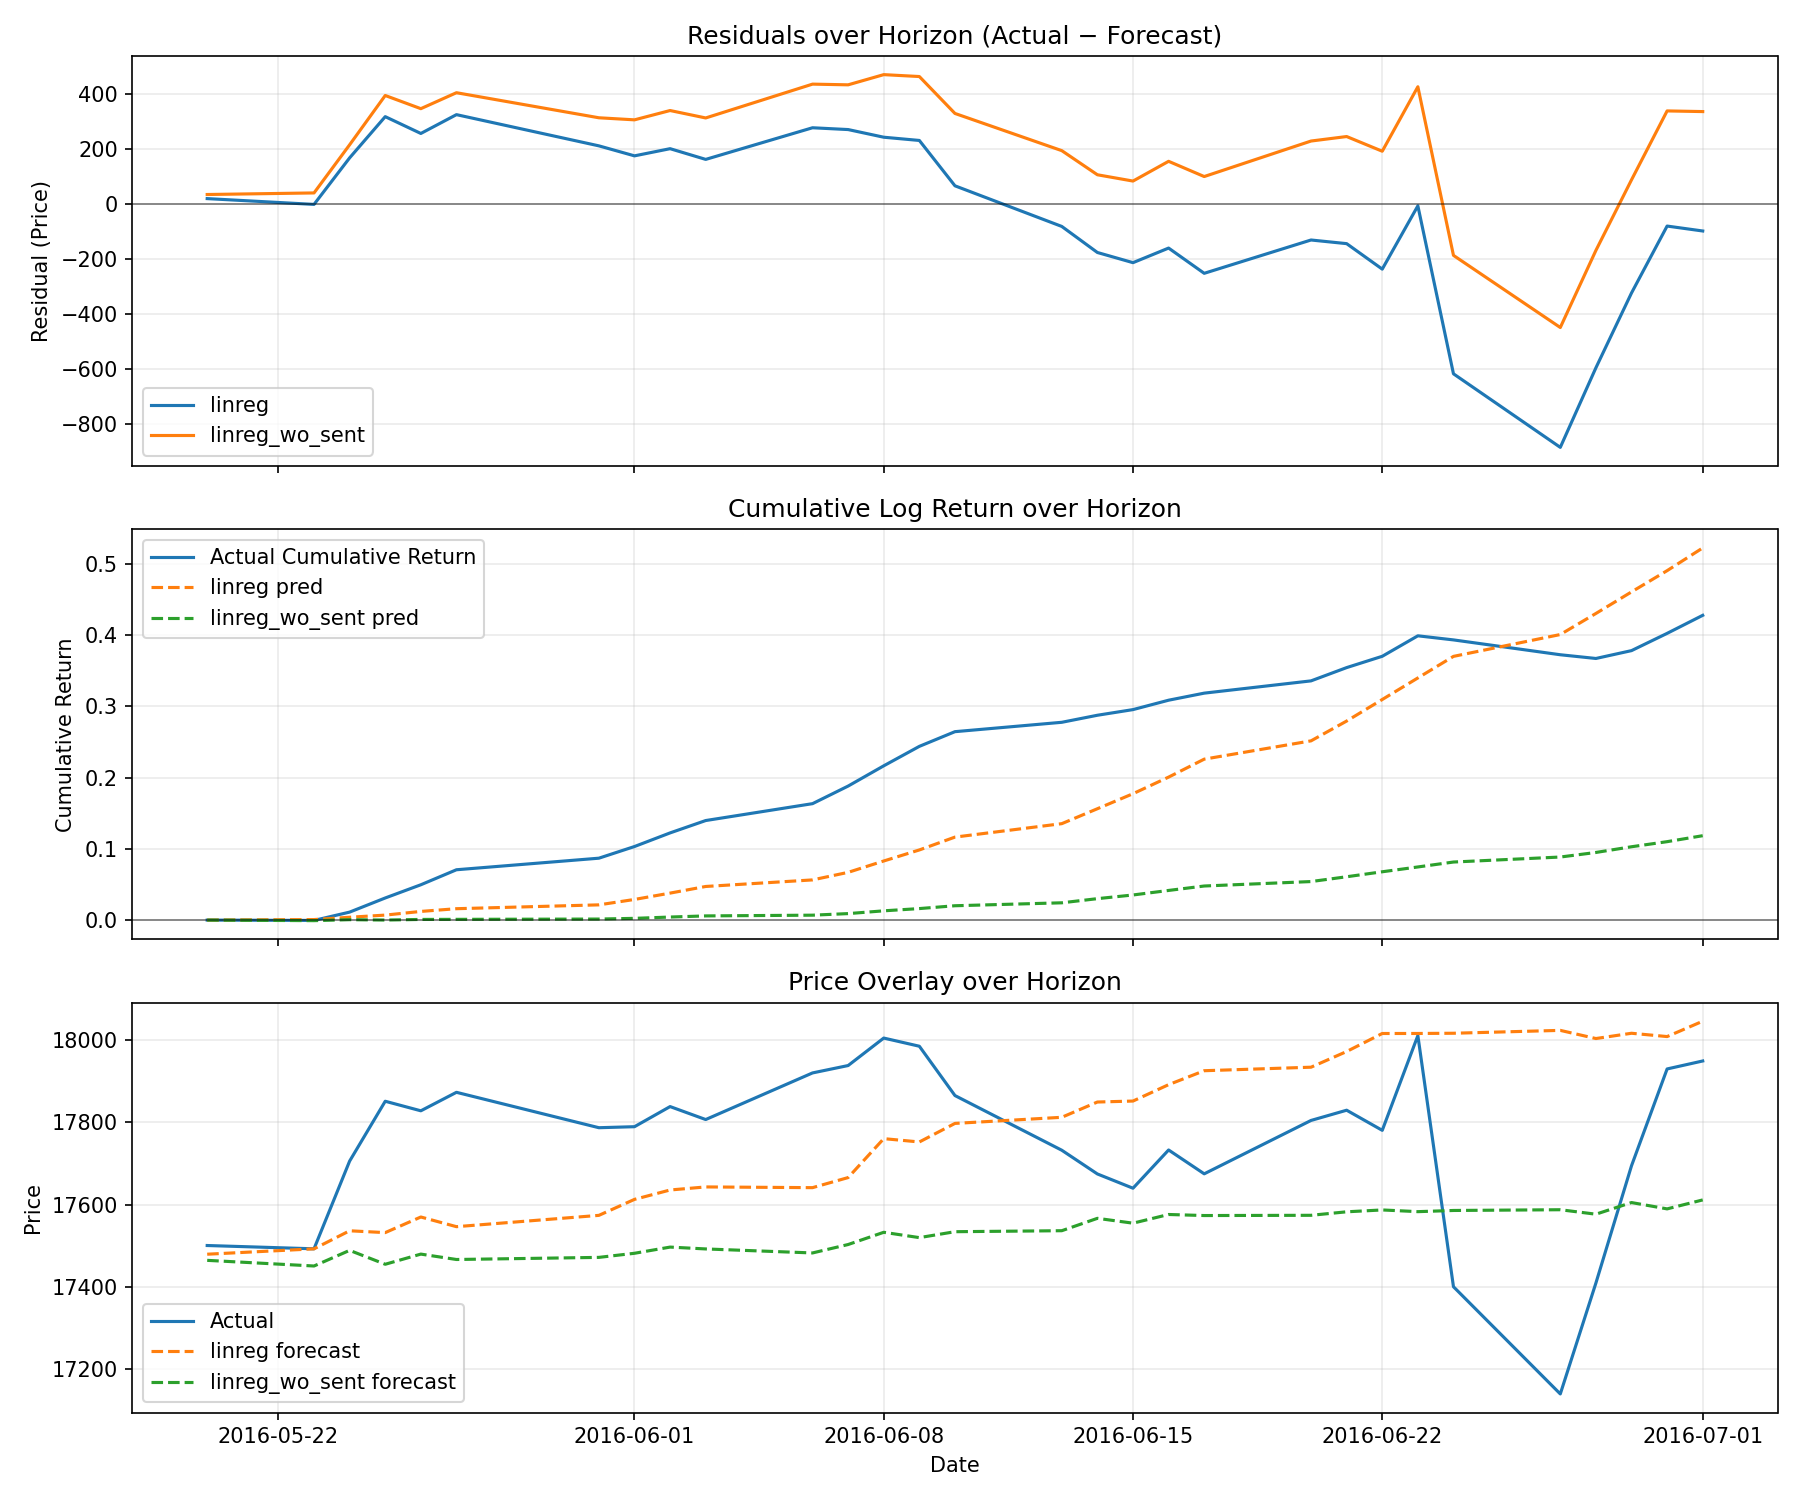 Residuals over Horizon (Actual − Forecast)
400
200
0
−200
−400
−600
−800
Residual (Price)
linreg
linreg_wo_sent
Cumulative Log Return over Horizon
0.5
0.4
0.3
0.2
0.1
0.0
Cumulative Return
Actual Cumulative Return
linreg pred
linreg_wo_sent pred
Price Overlay over Horizon
18000
17800
17600
17400
17200
Price
Actual
linreg forecast
linreg_wo_sent forecast
2016-05-22
2016-06-01
2016-06-08
2016-06-15
2016-06-22
2016-07-01
Date